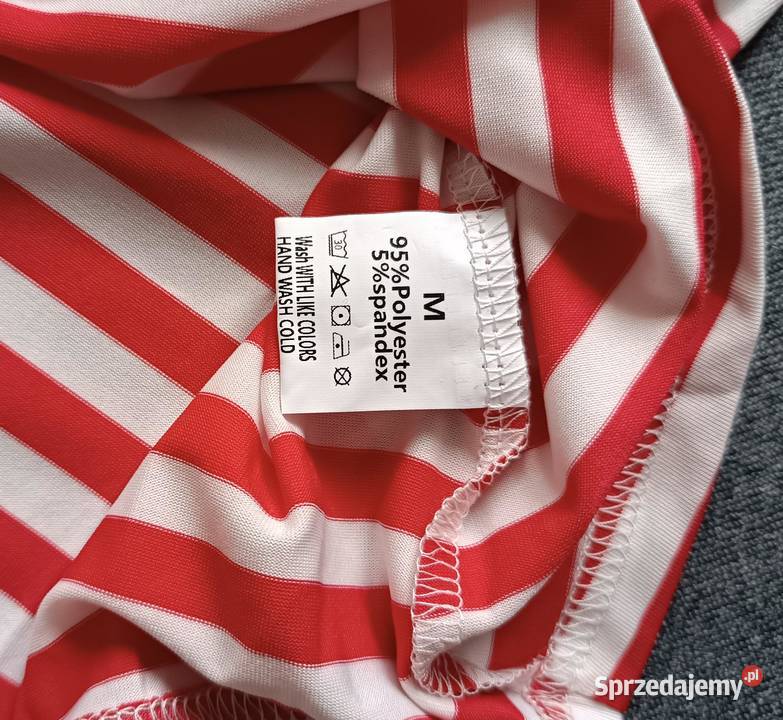 M
95%Polyester
5%spandex
30
Wash WITH LIKE COLORS
HAND WASH COLD
Sprzedajemy.pl